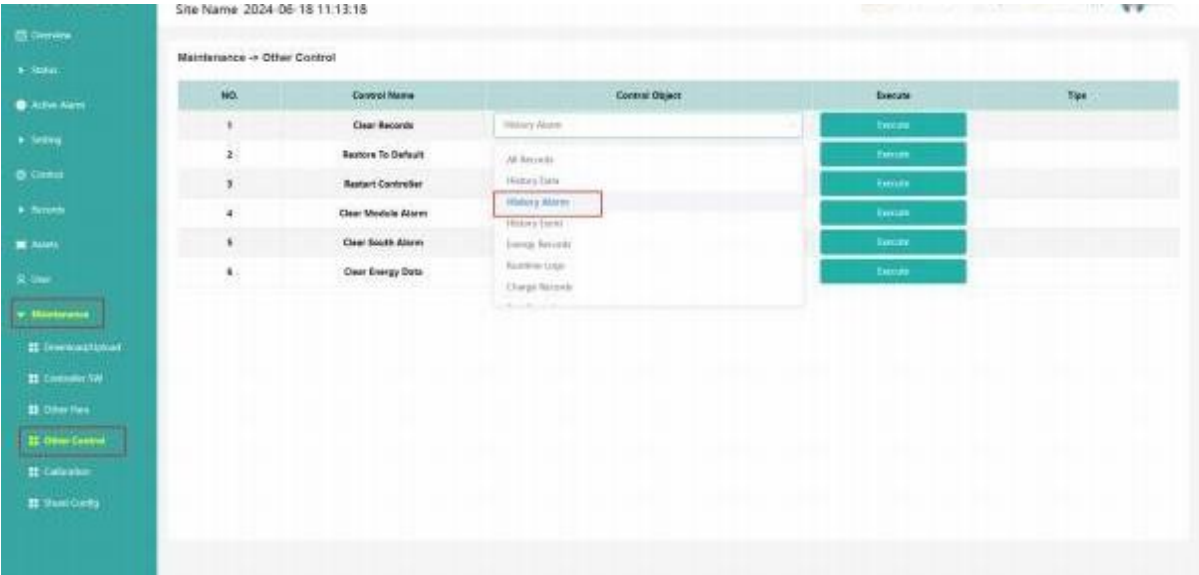 Site Name 2024-06-18 11:13:18
Overview
Status
Active Alarm
Setting
Control
Records
Assets
User
Maintenance
Download/Upload
Controller SW
Other Para
Other Control
Calibration
Shunt Config
Maintenance -> Other Control
NO. Control Name Control Object Execute Tips
1 Clear Records History Alarm Execute
2 Restore To Default Execute
3 Restart Controller Execute
4 Clear Module Alarm Execute
5 Clear South Alarm Execute
6 Clear Energy Data Execute
All Records
History Data
History Alarm
History Event
Energy Records
Runtime Logs
Charge Records